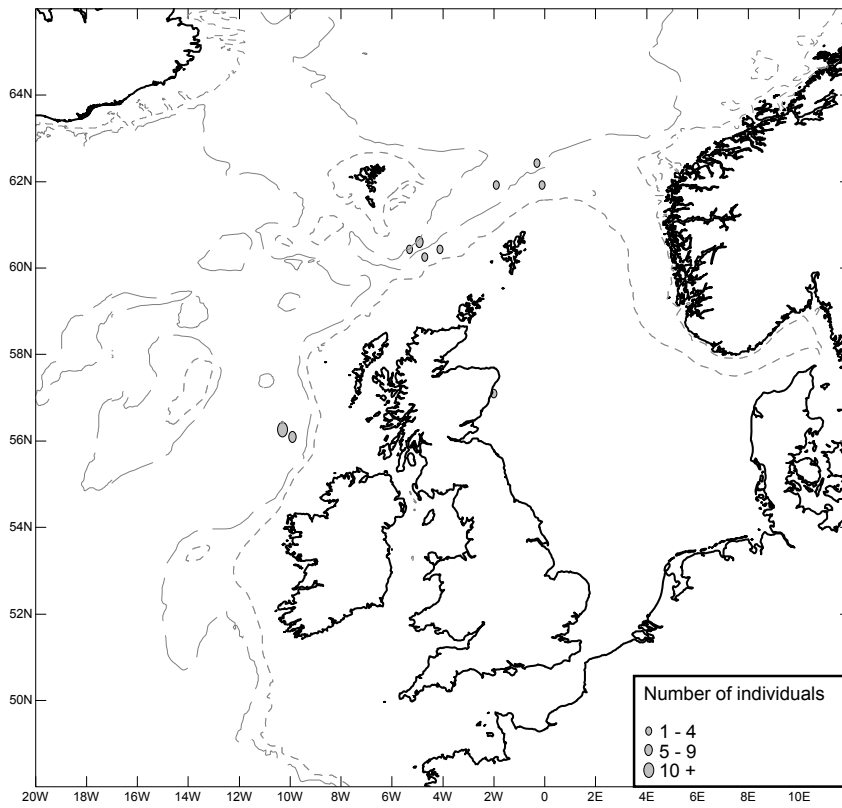 64N
62N
60N
58N
56N
54N
52N
50N
Number of individuals
1 - 4
5 - 9
10 +
20W 18W 16W 14W 12W 10W 8W 6W 4W 2W 0 2E 4E 6E 8E 10E